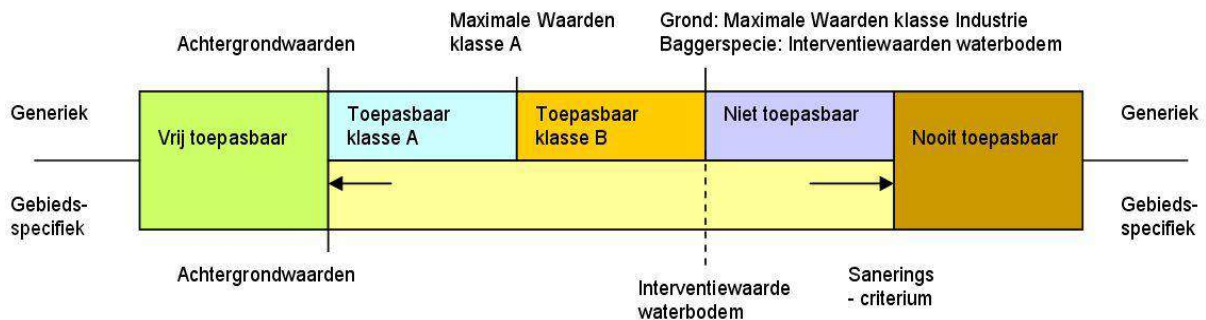 Maximale Waarden
klasse A
Grond: Maximale Waarden klasse Industrie
Baggerspecie: Interventiewaarden waterbodem
Achtergrondwaarden
Generiek
Vrij toepasbaar
Toepasbaar
klasse A
Toepasbaar
klasse B
Niet toepasbaar
Nooit toepasbaar
Generiek
Gebieds-
specifiek
Gebieds-
specifiek
Achtergrondwaarden
Interventiewaarde
waterbodem
Sanerings
- criterium